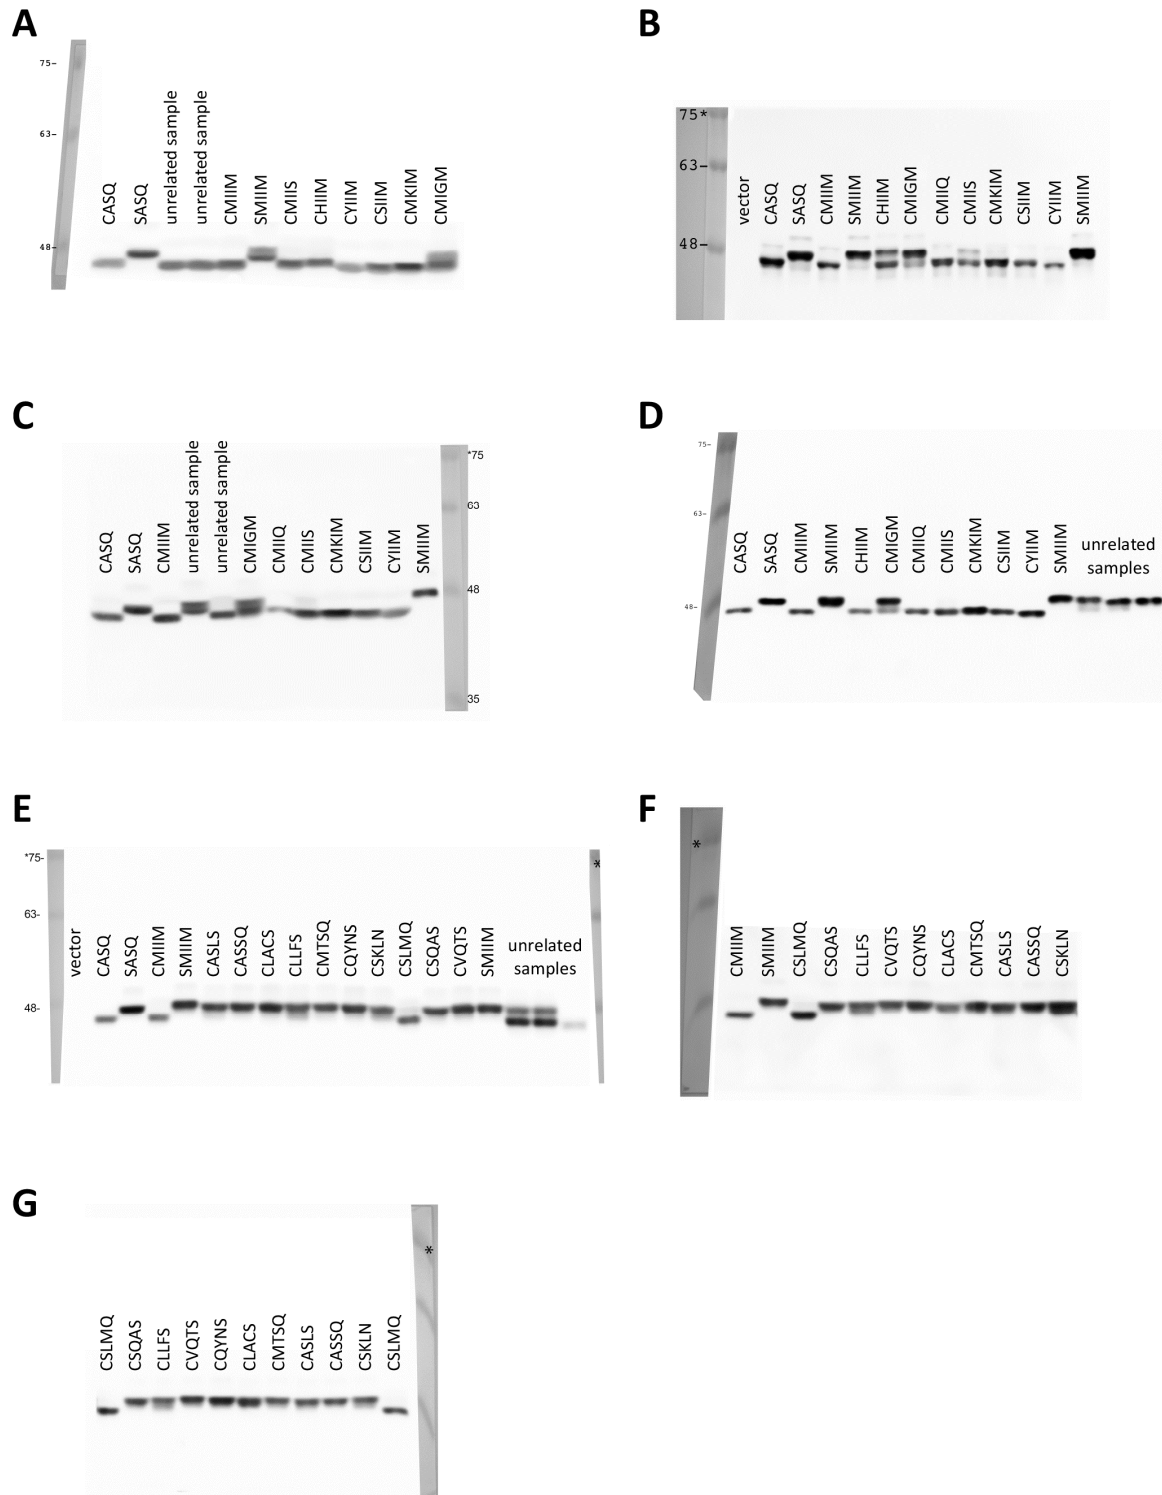 A
75-
63-
48-
CASQ
SASQ
unrelated sample
unrelated sample
CMIIM
SMIIM
CMIIS
CHIIM
CYIIM
CSIIM
CMKIM
CMIGM
B
75*
63-
48-
vector
CASQ
SASQ
CMIIM
SMIIM
CHIIM
CMIGM
CMIIQ
CMIIS
CMKIM
CSIIM
CYIIM
SMIIM
C
CASQ
SASQ
CMIIM
unrelated sample
unrelated sample
CMIGM
CMIIQ
CMIIS
CMKIM
CSIIM
CYIIM
SMIIM
*75
63
48
35
D
75-
63-
48-
CASQ
SASQ
CMIIM
SMIIM
CHIIM
CMIGM
CMIIQ
CMIIS
CMKIM
CSIIM
CYIIM
SMIIM
unrelated
samples
E
*75-
63-
48-
vector
CASQ
SASQ
CMIIM
SMIIM
CASLS
CASSQ
CLACS
CLLFS
CMTSQ
CQYNS
CSKLN
CSLMQ
CSQAS
CVQTS
SMIIM
unrelated
samples
*
F
*
CMIIM
SMIIM
CSLMQ
CSQAS
CLLFS
CVQTS
CQYNS
CLACS
CMTSQ
CASLS
CASSQ
CSKLN
G
CSLMQ
CSQAS
CLLFS
CVQTS
CQYNS
CLACS
CMTSQ
CASLS
CASSQ
CSKLN
CSLMQ
*